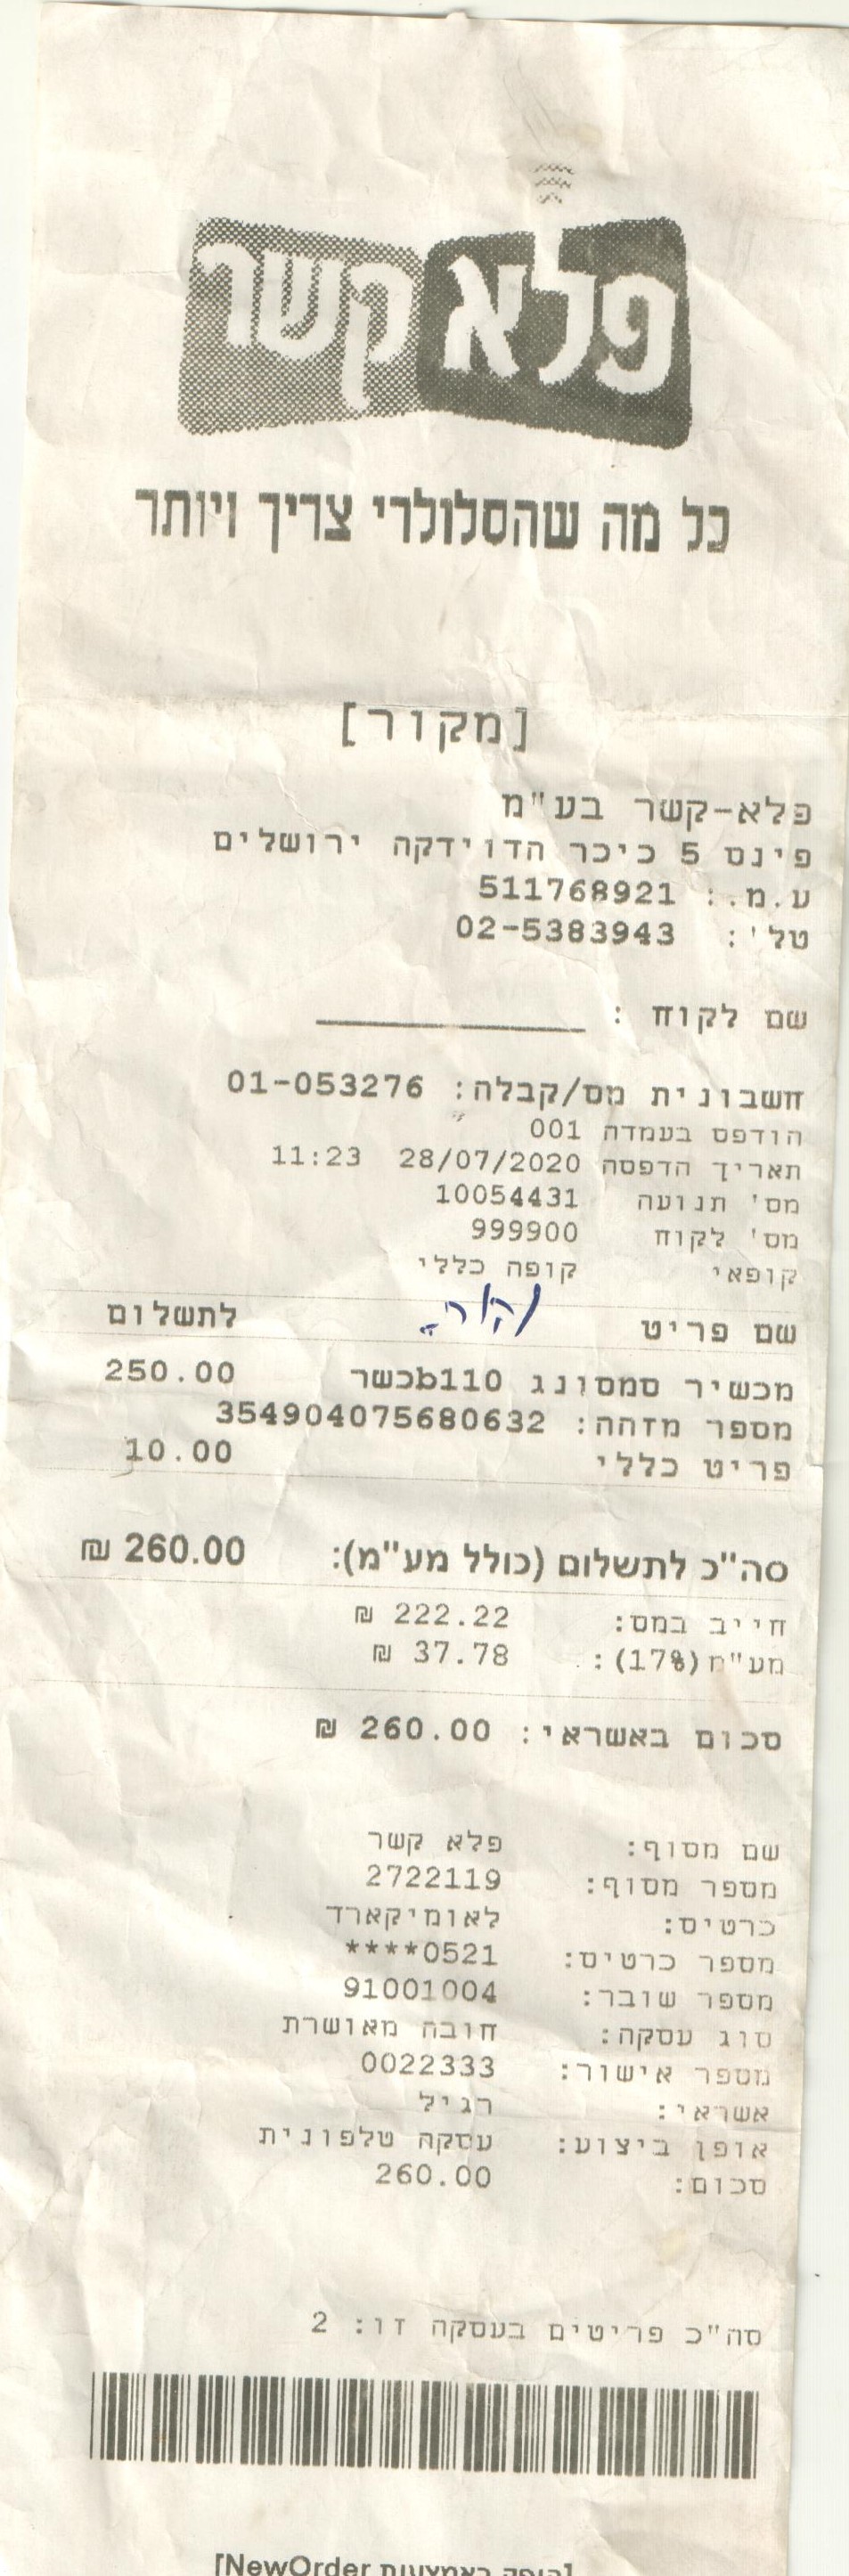 פלא קשר
כל מה שהסלולרי צריך ויותר
[מקור]
פלא-קשר בע"מ
פינס 5 כיכר הדוידקה ירושלים
ע.מ.: 511768921
טל': 02-5383943
שם לקוח :
חשבונית מס/קבלה: 01-053276
הודפס בעמדה 001
תאריך הדפסה 28/07/2020 11:23
מס' תנועה 10054431
מס' לקוח 999900
קופאי קופה כללי
שם פריט לתשלום
מכשיר סמסונג b110כשר 250.00
מספר מזהה: 354904075680632
פריט כללי 10.00
סה"כ לתשלום (כולל מע"מ): 260.00 ₪
חייב במס: 222.22 ₪
מע"מ(17%): 37.78 ₪
סכום באשראי: 260.00 ₪
שם מסוף: פלא קשר
מספר מסוף: 2722119
כרטיס: לאומיקארד
מספר כרטיס: 0521****
מספר שובר: 91001004
סוג עסקה: חובה מאושרת
מספר אישור: 0022333
אשראי: רגיל
אופן ביצוע: עסקה טלפונית
סכום: 260.00
סה"כ פריטים בעסקה זו: 2
[הופק באמצעות NewOrder]